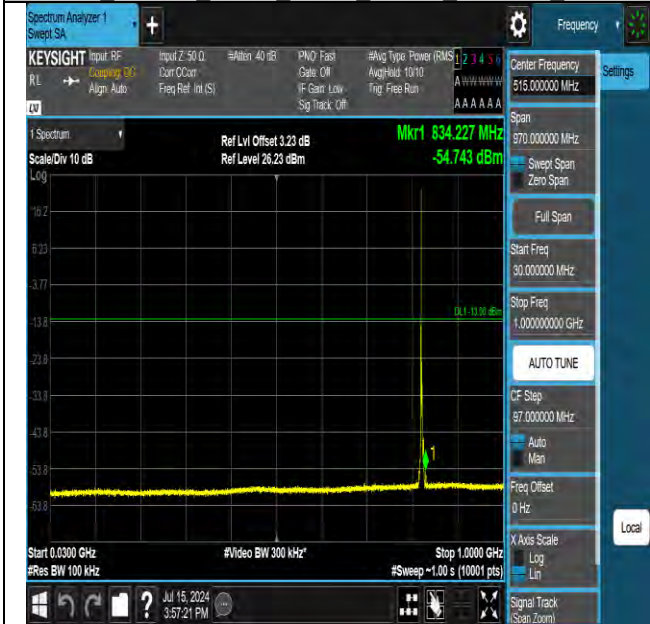 Spectrum Analyzer 1
Swept SA
+
Frequency
KEYSIGHT
Input: RF
Coupling: DC
Align: Auto
Input Z: 50 Ω
Corr CCorr
Freq Ref: Int (S)
#Atten: 40 dB
PNO: Fast
Gate: Off
IF Gain: Low
Sig Track: Off
#Avg Type: Power (RMS
Avg|Hold: 10/10
Trig: Free Run
1 2 3 4 5 6
A W W W W W
A A A A A A
RL
LXI
Center Frequency
515.000000 MHz
Settings
Span
970.000000 MHz
Swept Span
Zero Span
Full Span
Start Freq
30.000000 MHz
Stop Freq
1.000000000 GHz
AUTO TUNE
CF Step
97.000000 MHz
Auto
Man
Freq Offset
0 Hz
X Axis Scale
Log
Lin
Local
Signal Track
(Span Zoom)
1 Spectrum
Scale/Div 10 dB
Log
Ref Lvl Offset 3.23 dB
Ref Level 26.23 dBm
Mkr1 834.227 MHz
-54.743 dBm
16.2
6.23
-3.77
-13.8
-23.8
-33.8
-43.8
-53.8
-63.8
DL1 -13.00 dBm
1
Start 0.0300 GHz
#Res BW 100 kHz
#Video BW 300 kHz*
Stop 1.0000 GHz
#Sweep ~1.00 s (10001 pts)
?
Jul 15, 2024
3:57:21 PM